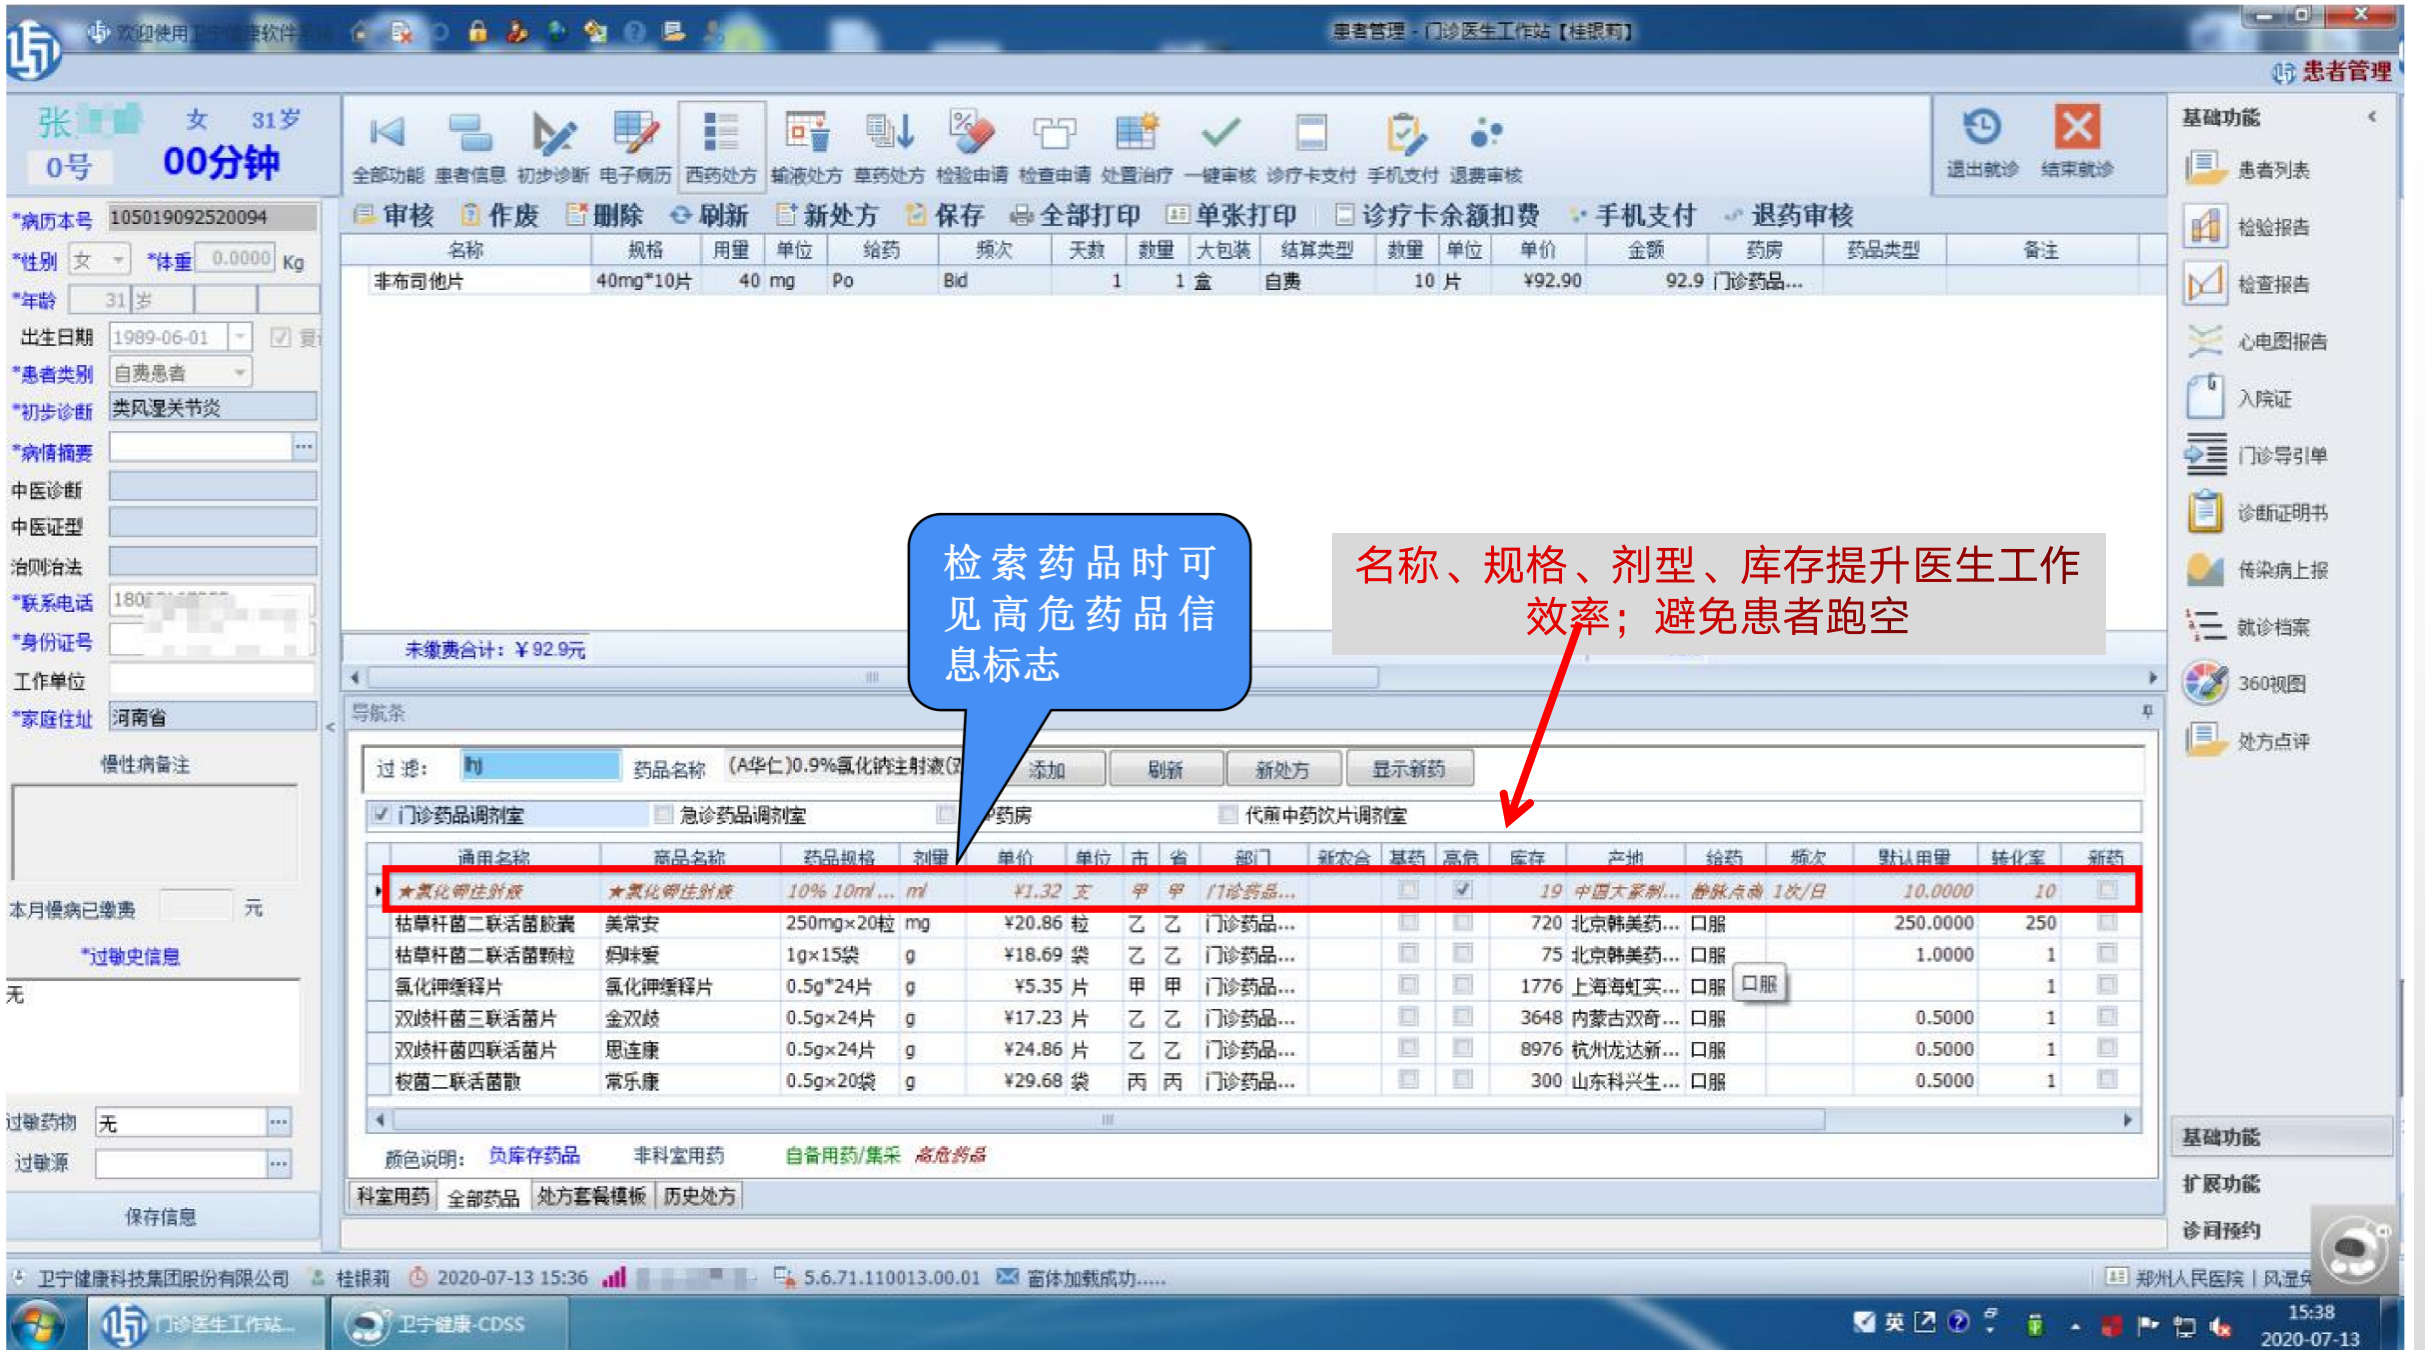 患者管理 - 门诊医生工作站【桂银莉】
患者管理
张 女 31岁
0号 00分钟
全部功能 患者信息 初步诊断 电子病历 西药处方 输液处方 草药处方 检验申请 检查申请 处置治疗 一键审核 诊疗卡支付 手机支付 退费审核
退出就诊 结束就诊
审核 作废 删除 刷新 新处方 保存 全部打印 单张打印 诊疗卡余额扣费 手机支付 退药审核
名称 规格 用量 单位 给药 频次 天数 数量 大包装 结算类型 数量 单位 单价 金额 药房 药品类型 备注
非布司他片 40mg*10片 40 mg Po Bid 1 1 盒 自费 10 片 ¥92.90 92.9 门诊药品...
*病历本号 105019092520094
*性别 女 *体重 0.0000 Kg
*年龄 31 岁
出生日期 1989-06-01
*患者类别 自费患者
*初步诊断 类风湿关节炎
*病情摘要
中医诊断
中医证型
治则治法
*联系电话
*身份证号
工作单位
*家庭住址 河南省
慢性病备注
本月慢病已缴费 元
*过敏史信息
无
过敏药物 无
过敏源
保存信息
检索药品时可
见高危药品信
息标志
名称、规格、剂型、库存提升医生工作
效率；避免患者跑空
未缴费合计：¥92.9元
导航条
过滤： hj 药品名称 (A华仁)0.9%氯化钠注射液 添加 刷新 新处方 显示新药
门诊药品调剂室 急诊药品调剂室 药房 代煎中药饮片调剂室
通用名称 商品名称 药品规格 剂量 单价 单位 市 省 部门 新农合 基药 高危 库存 产地 给药 频次 默认用量 转化率 新药
★氯化钾注射液 ★氯化钾注射液 10% 10ml... ml ¥1.32 支 甲 甲 门诊药品... 19 中国大冢制... 静脉点滴 1次/日 10.0000 10
枯草杆菌二联活菌胶囊 美常安 250mg×20粒 mg ¥20.86 粒 乙 乙 门诊药品... 720 北京韩美药... 口服 250.0000 250
枯草杆菌二联活菌颗粒 妈咪爱 1g×15袋 g ¥18.69 袋 乙 乙 门诊药品... 75 北京韩美药... 口服 1.0000 1
氯化钾缓释片 氯化钾缓释片 0.5g*24片 g ¥5.35 片 甲 甲 门诊药品... 1776 上海海虹实... 口服 口服 1
双歧杆菌三联活菌片 金双歧 0.5g×24片 g ¥17.23 片 乙 乙 门诊药品... 3648 内蒙古双奇... 口服 0.5000 1
双歧杆菌四联活菌片 思连康 0.5g×24片 g ¥24.86 片 乙 乙 门诊药品... 8976 杭州龙达新... 口服 0.5000 1
桉菌二联活菌散 常乐康 0.5g×20袋 g ¥29.68 袋 丙 丙 门诊药品... 300 山东科兴生... 口服 0.5000 1
颜色说明： 负库存药品 非科室用药 自备用药/集采 高危药品
科室用药 全部药品 处方套餐模板 历史处方
基础功能
患者列表
检验报告
检查报告
心电图报告
入院证
门诊导引单
诊断证明书
传染病上报
就诊档案
360视图
处方点评
基础功能
扩展功能
诊间预约
卫宁健康科技集团股份有限公司 桂银莉 2020-07-13 15:36 5.6.71.110013.00.01 窗体加载成功..... 郑州人民医院 | 风湿
门诊医生工作站... 卫宁健康-CDSS 英 15:38
2020-07-13